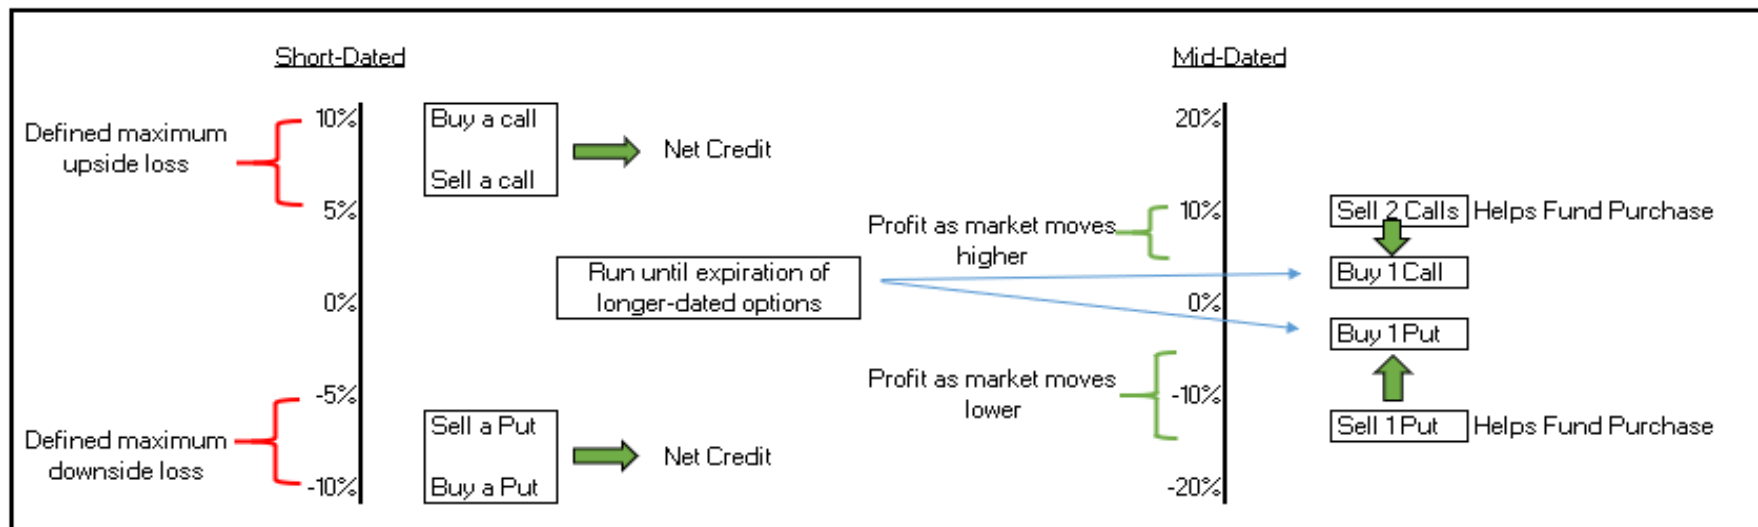 Short-Dated
Mid-Dated
Defined maximum
upside loss
10%
5%
0%
-5%
-10%
Buy a call
Sell a call
Net Credit
Run until expiration of
longer-dated options
Defined maximum
downside loss
Sell a Put
Buy a Put
Net Credit
Profit as market moves
higher
Profit as market moves
lower
20%
10%
0%
-10%
-20%
Sell 2 Calls
Helps Fund Purchase
Buy 1 Call
Buy 1 Put
Sell 1 Put
Helps Fund Purchase